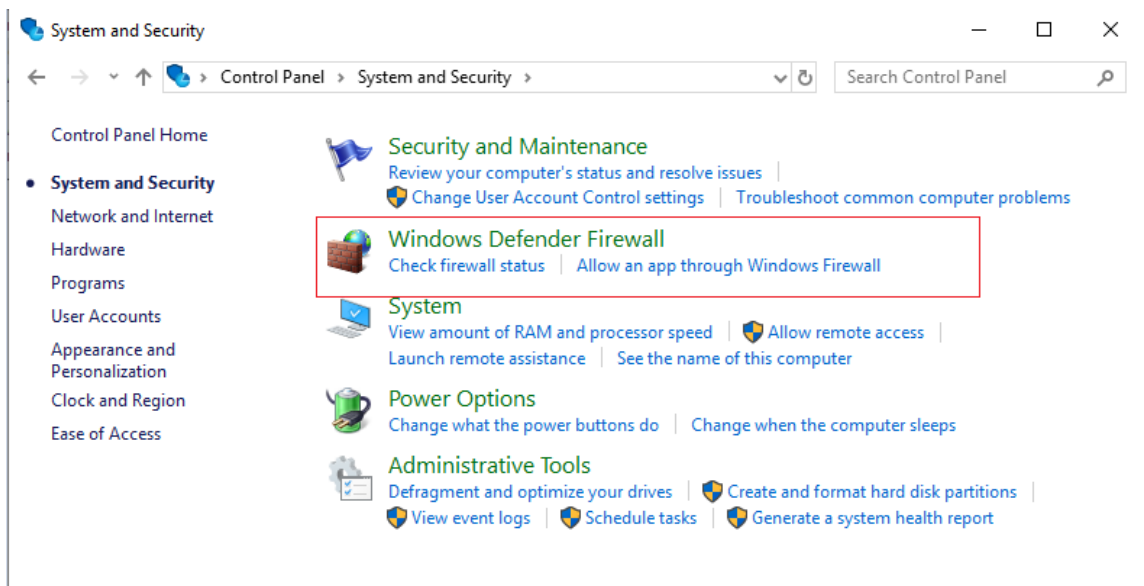 System and Security
Control Panel > System and Security >
Search Control Panel
Control Panel Home
System and Security
Network and Internet
Hardware
Programs
User Accounts
Appearance and
Personalization
Clock and Region
Ease of Access
Security and Maintenance
Review your computer's status and resolve issues
Change User Account Control settings
Troubleshoot common computer problems
Windows Defender Firewall
Check firewall status
Allow an app through Windows Firewall
System
View amount of RAM and processor speed
Allow remote access
Launch remote assistance
See the name of this computer
Power Options
Change what the power buttons do
Change when the computer sleeps
Administrative Tools
Defragment and optimize your drives
Create and format hard disk partitions
View event logs
Schedule tasks
Generate a system health report